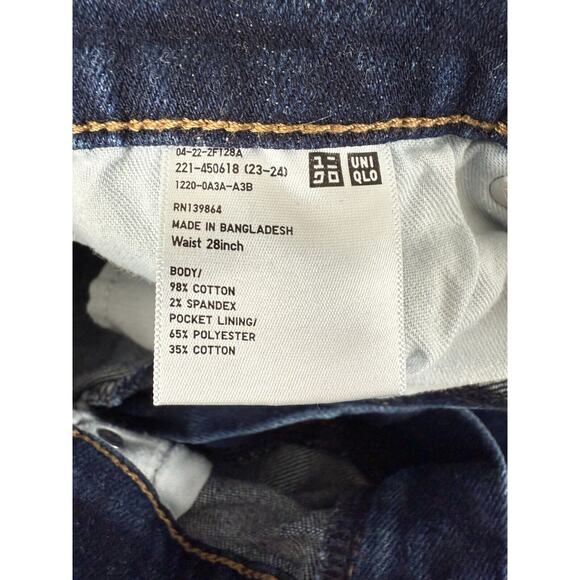 04-22-2FT28A
221-450618 (23-24)
1220-0A3A-A3B
ユニ
クロ
UNI
QLO
RN139864
MADE IN BANGLADESH
Waist 28inch
BODY/
98% COTTON
2% SPANDEX
POCKET LINING/
65% POLYESTER
35% COTTON